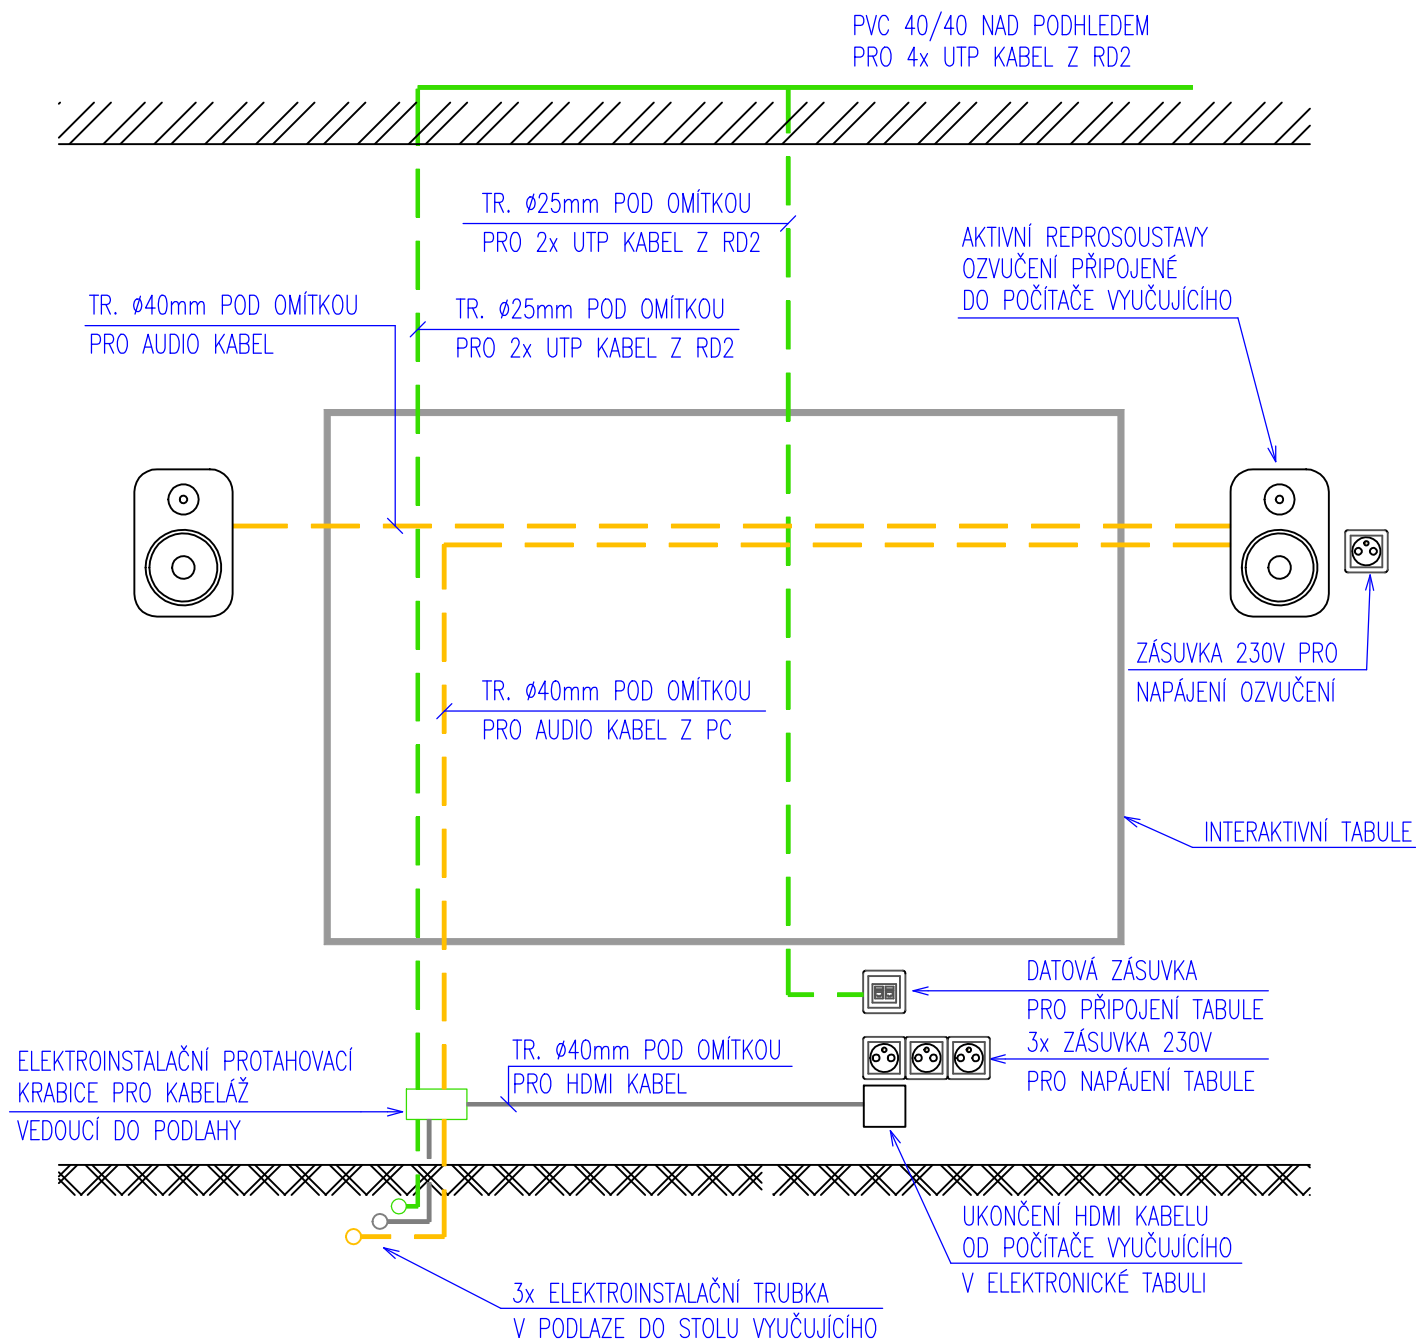 PVC 40/40 NAD PODHLEDEM
PRO 4x UTP KABEL Z RD2
TR. ø25mm POD OMÍTKOU
PRO 2x UTP KABEL Z RD2
AKTIVNÍ REPROSOUSTAVY
OZVUČENÍ PŘIPOJENÉ
DO POČÍTAČE VYUČUJÍCÍHO
TR. ø40mm POD OMÍTKOU
PRO AUDIO KABEL
TR. ø25mm POD OMÍTKOU
PRO 2x UTP KABEL Z RD2
ZÁSUVKA 230V PRO
NAPÁJENÍ OZVUČENÍ
TR. ø40mm POD OMÍTKOU
PRO AUDIO KABEL Z PC
INTERAKTIVNÍ TABULE
DATOVÁ ZÁSUVKA
PRO PŘIPOJENÍ TABULE
3x ZÁSUVKA 230V
PRO NAPÁJENÍ TABULE
TR. ø40mm POD OMÍTKOU
PRO HDMI KABEL
ELEKTROINSTALAČNÍ PROTAHOVACÍ
KRABICE PRO KABELÁŽ
VEDOUCÍ DO PODLAHY
UKONČENÍ HDMI KABELU
OD POČÍTAČE VYUČUJÍCÍHO
V ELEKTRONICKÉ TABULI
3x ELEKTROINSTALAČNÍ TRUBKA
V PODLAZE DO STOLU VYUČUJÍCÍHO